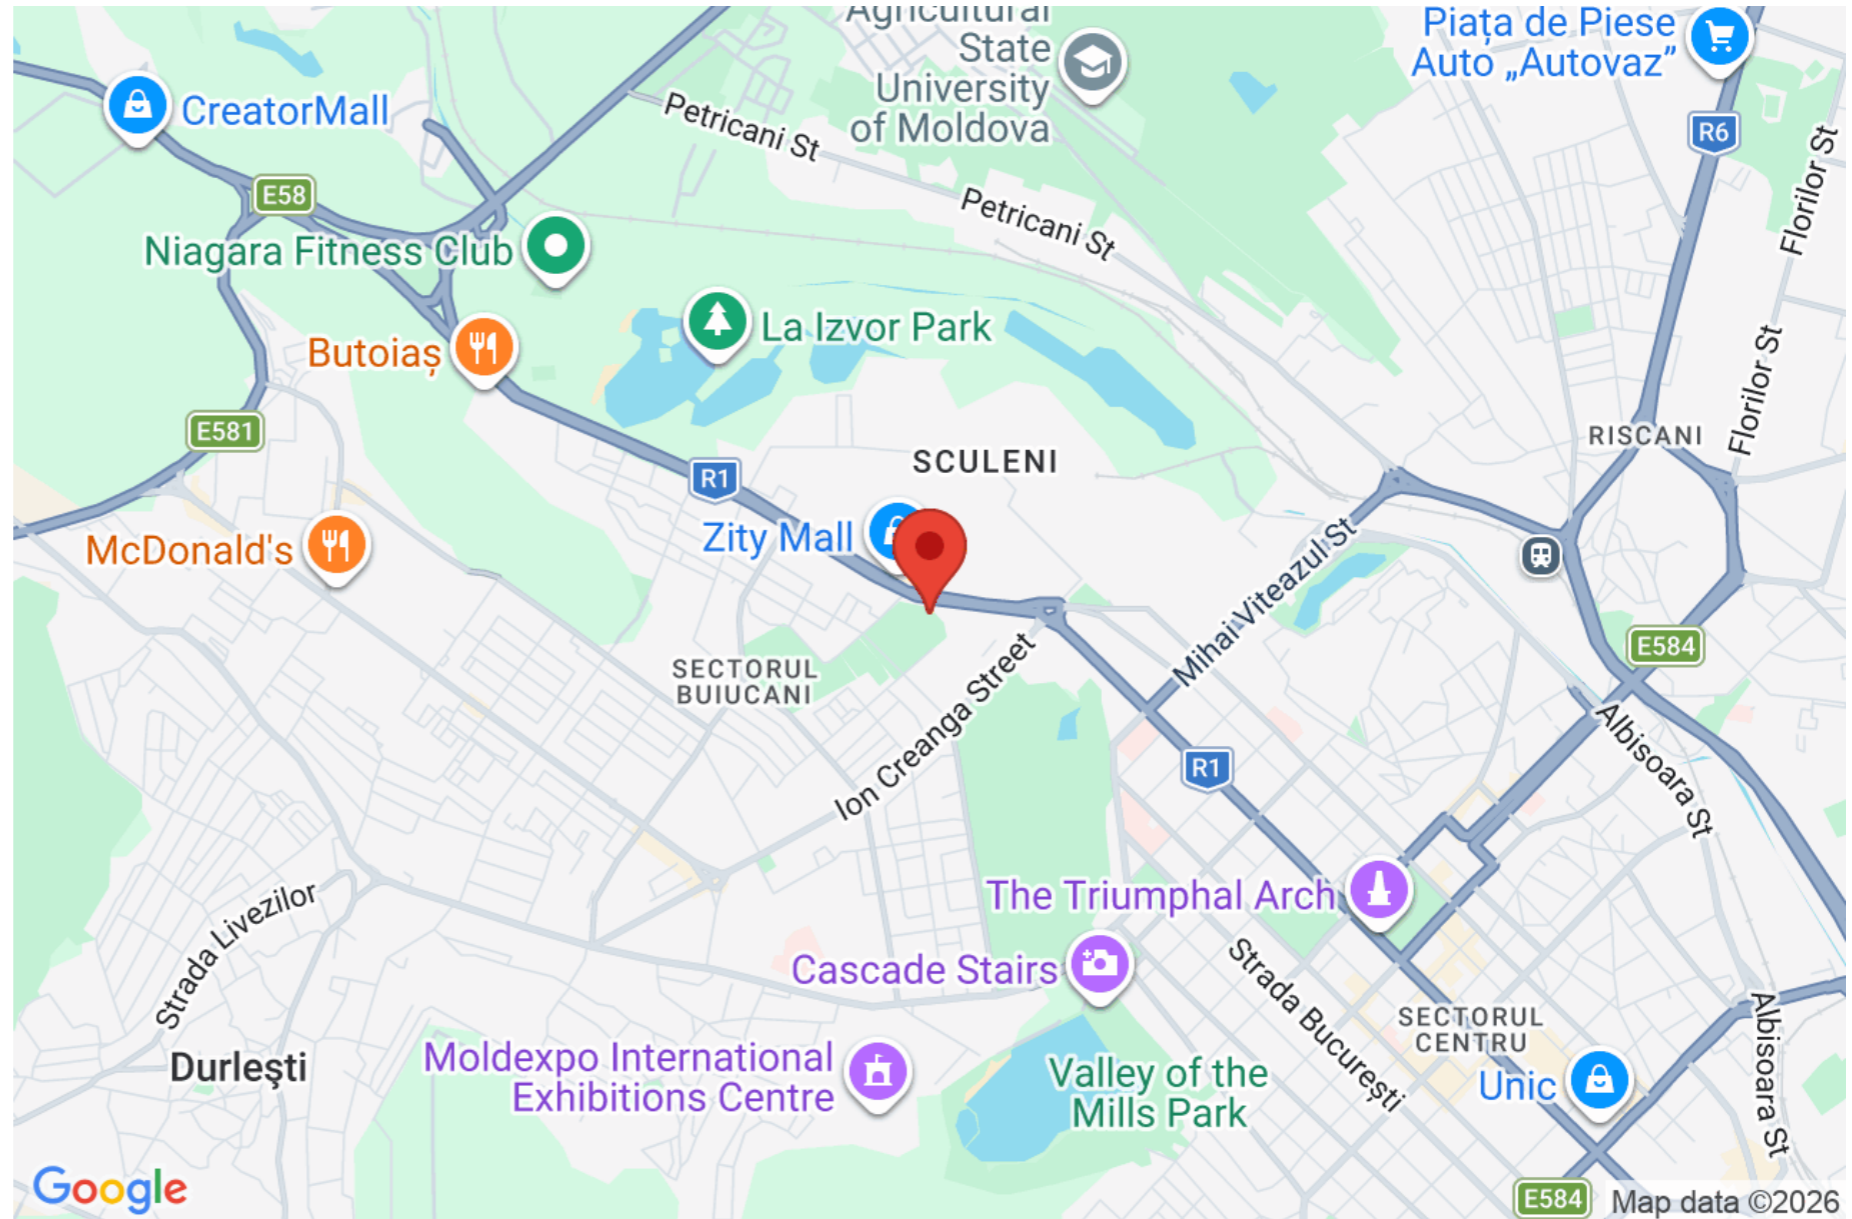 Agricultural
State
University
of Moldova
Piața de Piese
Auto „Autovaz”
CreatorMall
Petricani St
R6
Florilor St
E58
Petricani St
Niagara Fitness Club
La Izvor Park
Butoiaș
Florilor St
E581
RISCANI
SCULENI
R1
Zity Mall
McDonald's
Mihai Viteazul St
E584
SECTORUL
BUIUCANI
Ion Creanga Street
Albisoara St
R1
The Triumphal Arch
Strada Livezilor
Cascade Stairs
Strada București
SECTORUL
CENTRU
Albisoara St
Durleşti
Moldexpo International
Exhibitions Centre
Valley of the
Mills Park
Unic
Google
E584
Map data ©2026